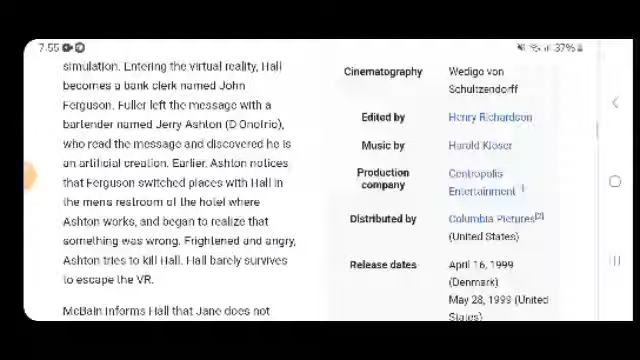 7:55
37%
simulation. Entering the virtual reality, Hall
becomes a bank clerk named John
Ferguson. Fuller left the message with a
bartender named Jerry Ashton (D'Onofrio),
who read the message and discovered he is
an artificial creation. Earlier, Ashton notices
that Ferguson switched places with Hall in
the mens restroom of the hotel where
Ashton works, and began to realize that
something was wrong. Frightened and angry,
Ashton tries to kill Hall. Hall barely survives
to escape the VR.
McBain informs Hall that Jane does not
Cinematography Wedigo von
Schultzendorff
Edited by Henry Richardson
Music by Harald Kloser
Production Centropolis
company Entertainment
Distributed by Columbia Pictures[2]
(United States)
Release dates April 16, 1999
(Denmark)
May 28, 1999 (United
States)